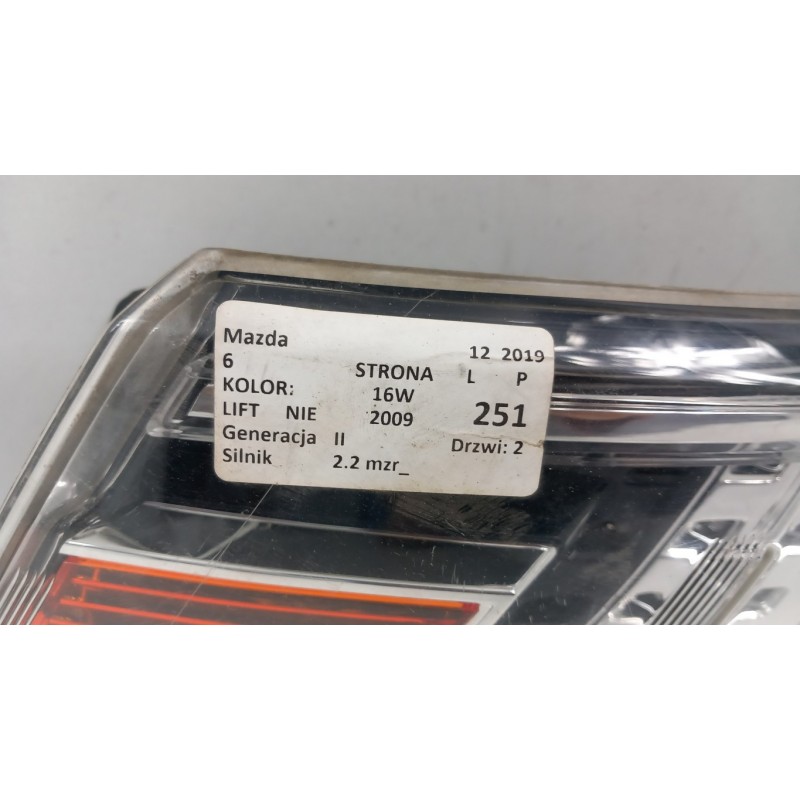 Mazda 12 2019
6 STRONA L P
KOLOR: 16W
LIFT NIE 2009 251
Generacja II Drzwi: 2
Silnik 2.2 mzr_